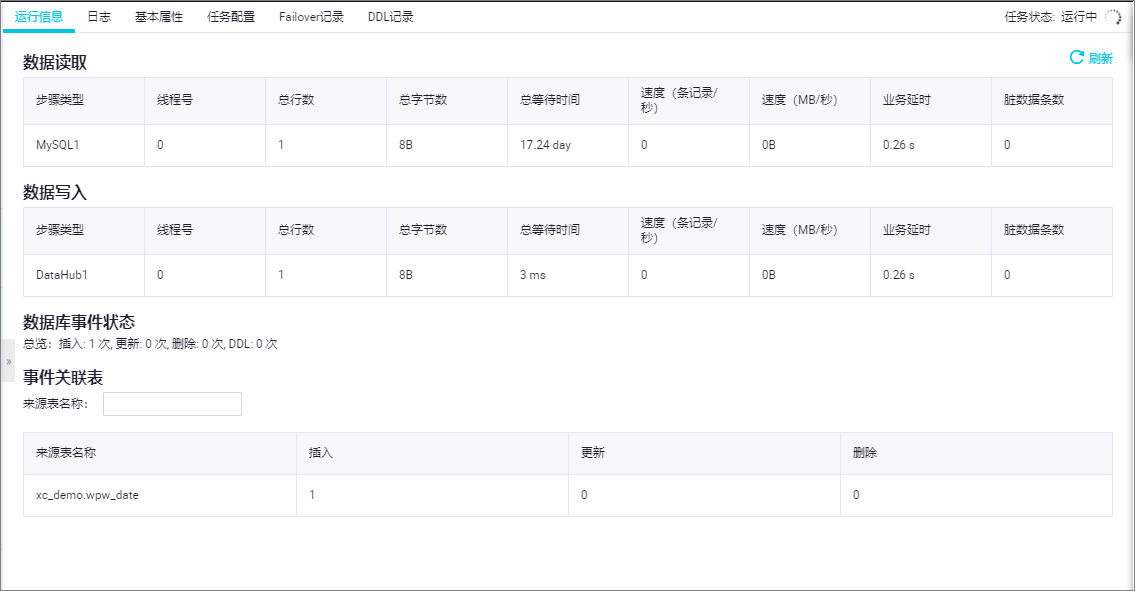 运行信息 日志 基本属性 任务配置 Failover记录 DDL记录 任务状态: 运行中
数据读取 刷新
步骤类型 线程号 总行数 总字节数 总等待时间 速度（条记录/秒） 速度（MB/秒） 业务延时 脏数据条数
MySQL1 0 1 8B 17.24 day 0 0B 0.26 s 0
数据写入
步骤类型 线程号 总行数 总字节数 总等待时间 速度（条记录/秒） 速度（MB/秒） 业务延时 脏数据条数
DataHub1 0 1 8B 3 ms 0 0B 0.26 s 0
数据库事件状态
总览：插入: 1 次, 更新: 0 次, 删除: 0 次, DDL: 0 次
»
事件关联表
来源表名称：
来源表名称 插入 更新 删除
xc_demo.wpw_date 1 0 0